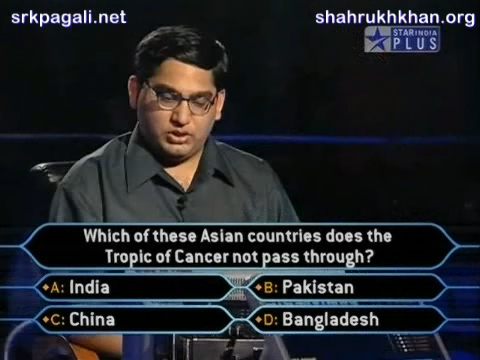 srkpagali.net
shahrukhkhan.org
STAR INDIA
PLUS
Which of these Asian countries does the
Tropic of Cancer not pass through?
A: India
B: Pakistan
C: China
D: Bangladesh